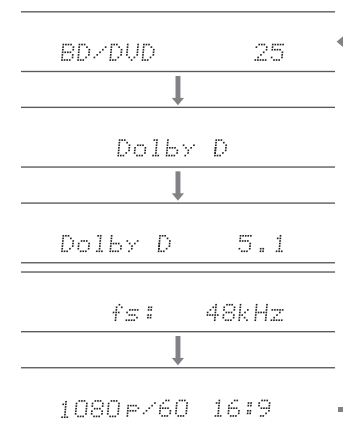 BD/DVD 25
Dolby D
Dolby D 5.1
fs: 48kHz
1080p/60 16:9